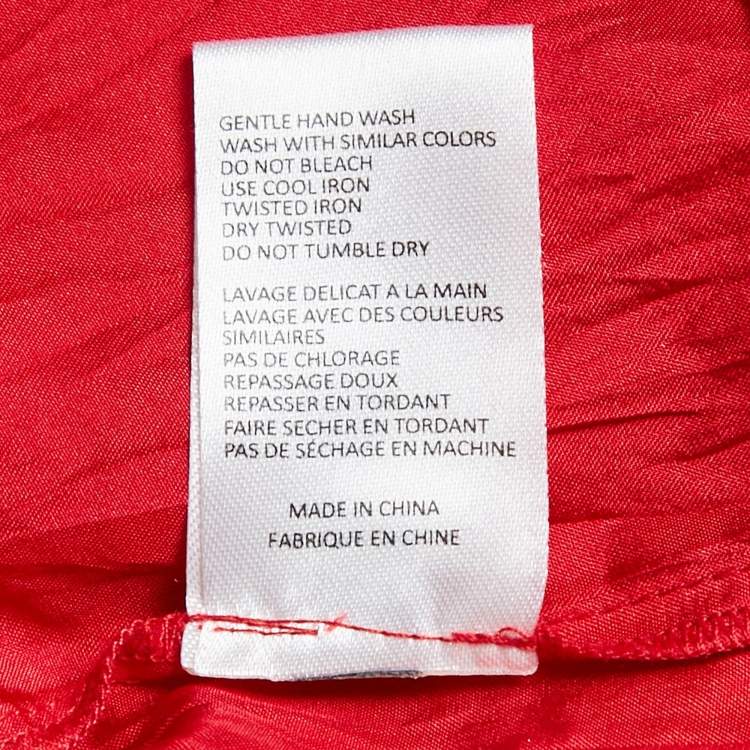 GENTLE HAND WASH
WASH WITH SIMILAR COLORS
DO NOT BLEACH
USE COOL IRON
TWISTED IRON
DRY TWISTED
DO NOT TUMBLE DRY
LAVAGE DELICAT A LA MAIN
LAVAGE AVEC DES COULEURS
SIMILAIRES
PAS DE CHLORAGE
REPASSAGE DOUX
REPASSER EN TORDANT
FAIRE SECHER EN TORDANT
PAS DE SÉCHAGE EN MACHINE
MADE IN CHINA
FABRIQUE EN CHINE